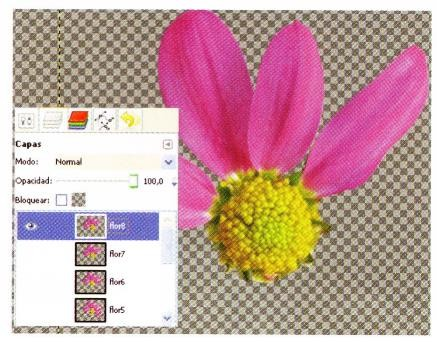 Capas
Modo: Normal
Opacidad: 100,0
Bloquear:
flor8
flor7
flor6
flor5